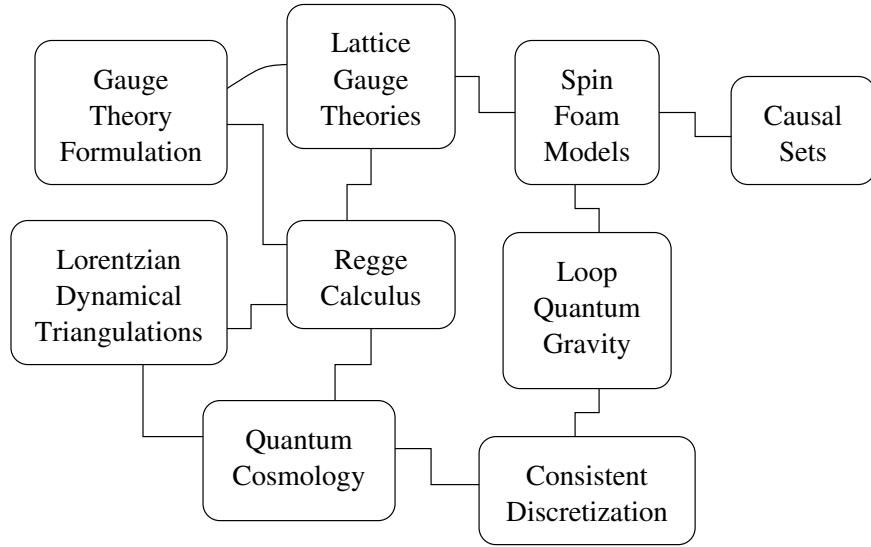 Gauge
Theory
Formulation
Lattice
Gauge
Theories
Spin
Foam
Models
Causal
Sets
Lorentzian
Dynamical
Triangulations
Regge
Calculus
Loop
Quantum
Gravity
Quantum
Cosmology
Consistent
Discretization